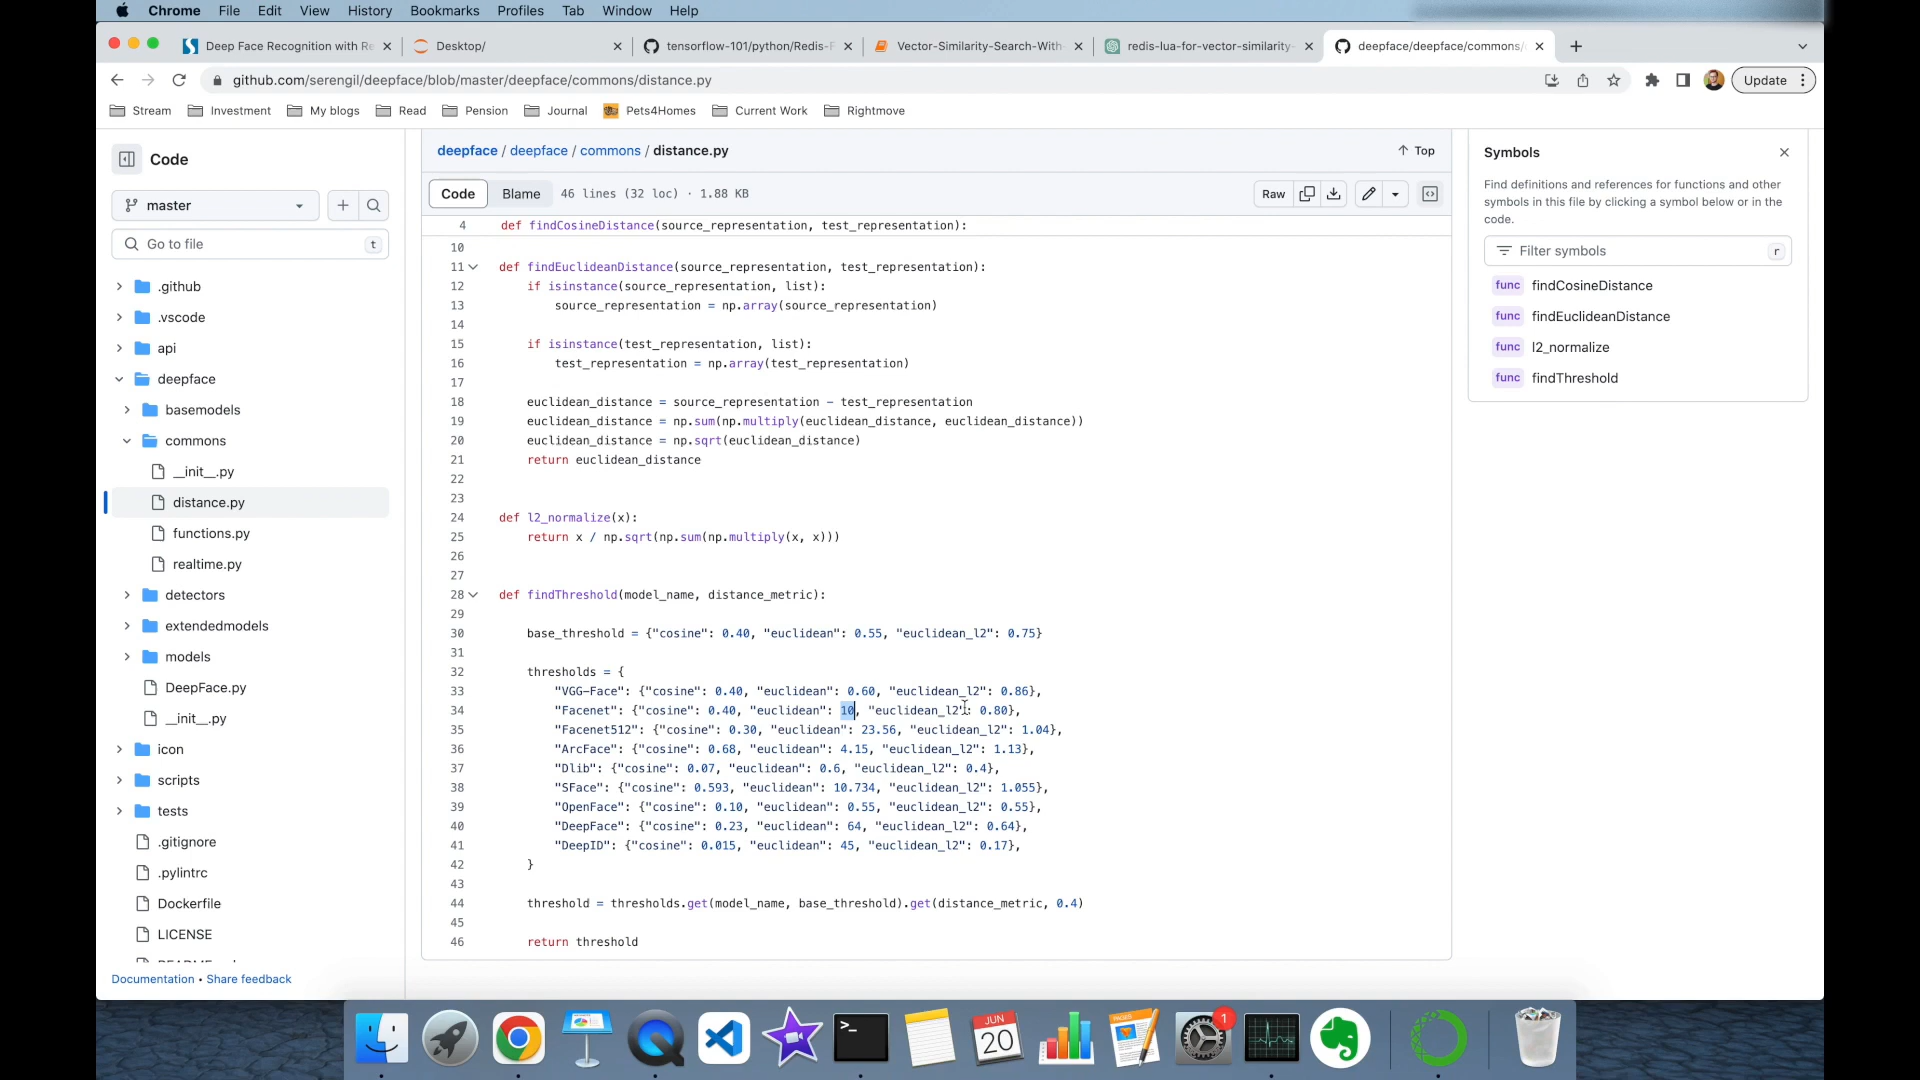 Chrome File Edit View History Bookmarks Profiles Tab Window Help
Deep Face Recognition with Re Desktop/ tensorflow-101/python/Redis-F Vector-Similarity-Search-With- redis-lua-for-vector-similarity- deepface/deepface/commons/
github.com/serengil/deepface/blob/master/deepface/commons/distance.py Update
Stream Investment My blogs Read Pension Journal Pets4Homes Current Work Rightmove
Code
master
Go to file t
.github
.vscode
api
deepface
basemodels
commons
__init__.py
distance.py
functions.py
realtime.py
detectors
extendedmodels
models
DeepFace.py
__init__.py
icon
scripts
tests
.gitignore
.pylintrc
Dockerfile
LICENSE
Documentation • Share feedback
deepface / deepface / commons / distance.py Top
Code Blame 46 lines (32 loc) · 1.88 KB Raw
4 def findCosineDistance(source_representation, test_representation):
10
11 def findEuclideanDistance(source_representation, test_representation):
12 if isinstance(source_representation, list):
13 source_representation = np.array(source_representation)
14
15 if isinstance(test_representation, list):
16 test_representation = np.array(test_representation)
17
18 euclidean_distance = source_representation - test_representation
19 euclidean_distance = np.sum(np.multiply(euclidean_distance, euclidean_distance))
20 euclidean_distance = np.sqrt(euclidean_distance)
21 return euclidean_distance
22
23
24 def l2_normalize(x):
25 return x / np.sqrt(np.sum(np.multiply(x, x)))
26
27
28 def findThreshold(model_name, distance_metric):
29
30 base_threshold = {"cosine": 0.40, "euclidean": 0.55, "euclidean_l2": 0.75}
31
32 thresholds = {
33 "VGG-Face": {"cosine": 0.40, "euclidean": 0.60, "euclidean_l2": 0.86},
34 "Facenet": {"cosine": 0.40, "euclidean": 10, "euclidean_l2": 0.80},
35 "Facenet512": {"cosine": 0.30, "euclidean": 23.56, "euclidean_l2": 1.04},
36 "ArcFace": {"cosine": 0.68, "euclidean": 4.15, "euclidean_l2": 1.13},
37 "Dlib": {"cosine": 0.07, "euclidean": 0.6, "euclidean_l2": 0.4},
38 "SFace": {"cosine": 0.593, "euclidean": 10.734, "euclidean_l2": 1.055},
39 "OpenFace": {"cosine": 0.10, "euclidean": 0.55, "euclidean_l2": 0.55},
40 "DeepFace": {"cosine": 0.23, "euclidean": 64, "euclidean_l2": 0.64},
41 "DeepID": {"cosine": 0.015, "euclidean": 45, "euclidean_l2": 0.17},
42 }
43
44 threshold = thresholds.get(model_name, base_threshold).get(distance_metric, 0.4)
45
46 return threshold
Symbols
Find definitions and references for functions and other
symbols in this file by clicking a symbol below or in the
code.
Filter symbols r
func findCosineDistance
func findEuclideanDistance
func l2_normalize
func findThreshold
JUN
20
1